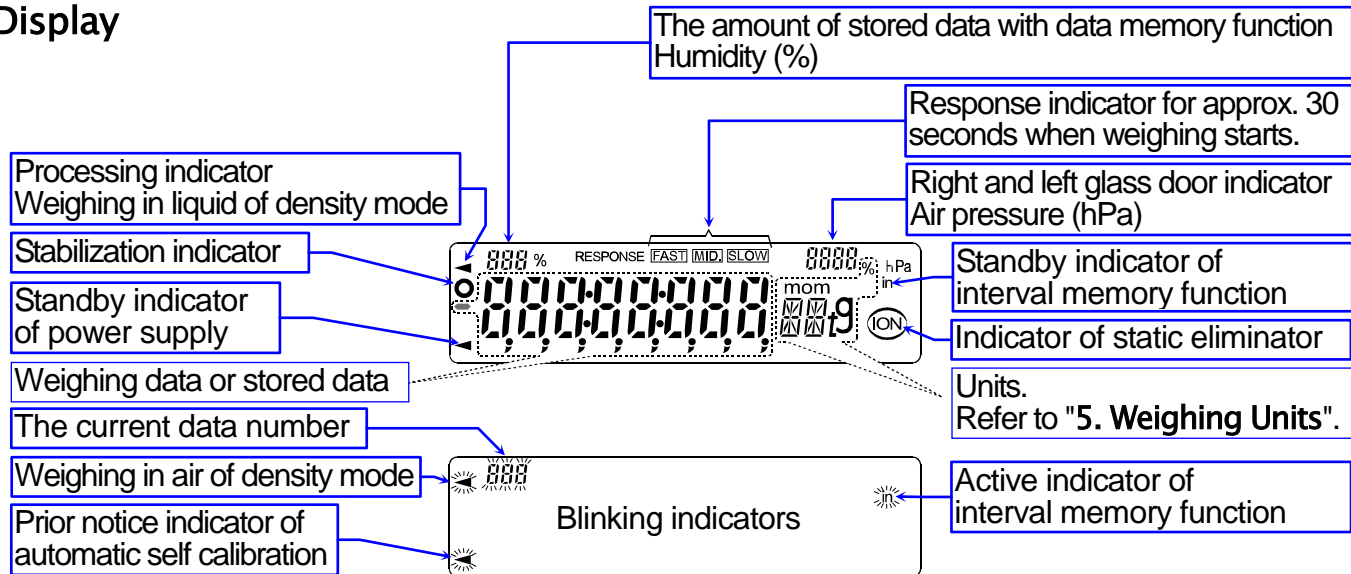 Display
The amount of stored data with data memory function
Humidity (%)
Response indicator for approx. 30
seconds when weighing starts.
Processing indicator
Weighing in liquid of density mode
Right and left glass door indicator
Air pressure (hPa)
Stabilization indicator
Standby indicator
of power supply
888 % RESPONSE FAST MID. SLOW 8888 % hPa
in
mom
t g
ION
Standby indicator of
interval memory function
Indicator of static eliminator
Weighing data or stored data
Units.
Refer to "5. Weighing Units".
The current data number
Weighing in air of density mode
Prior notice indicator of
automatic self calibration
888
in
Blinking indicators
Active indicator of
interval memory function